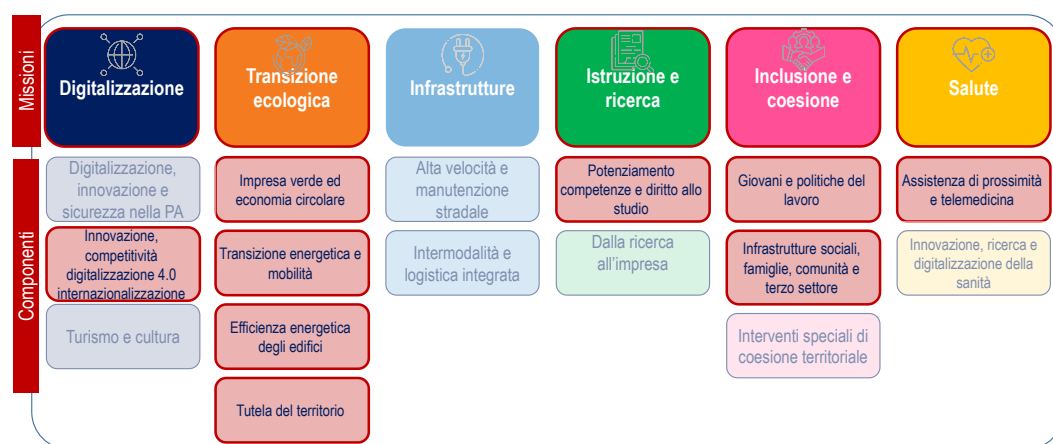 Missioni
Digitalizzazione
Transizione
ecologica
Infrastrutture
Istruzione e
ricerca
Inclusione e
coesione
Salute
Componenti
Digitalizzazione,
innovazione e
sicurezza nella PA
Innovazione,
competitività
digitalizzazione 4.0
internazionalizzazione
Turismo e cultura
Impresa verde ed
economia circolare
Transizione energetica e
mobilità
Efficienza energetica
degli edifici
Tutela del territorio
Alta velocità e
manutenzione
stradale
Intermodalità e
logistica integrata
Potenziamento
competenze e diritto allo
studio
Dalla ricerca
all’impresa
Giovani e politiche del
lavoro
Infrastrutture sociali,
famiglie, comunità e
terzo settore
Interventi speciali di
coesione territoriale
Assistenza di prossimità
e telemedicina
Innovazione, ricerca e
digitalizzazione della
sanità